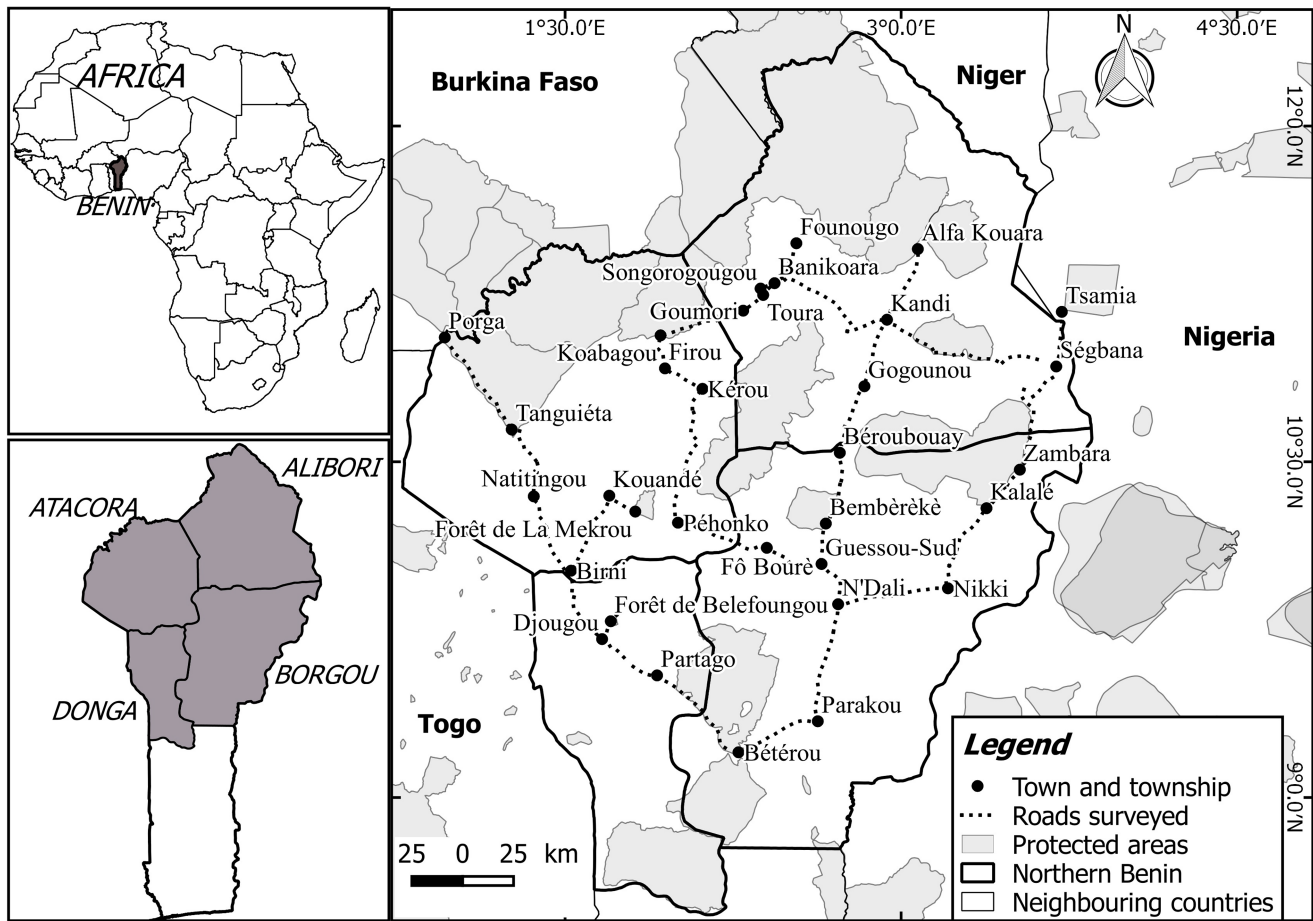 AFRICA
BENIN
ALIBORI
ATACORA
BORGOU
DONGA
1°30.0'E
3°0.0'E
4°30.0'E
N
Burkina Faso
Niger
12°0.0'N
Founougo
Alfa Kouara
Songorogougou
Banikoara
Tsamia
Goumori
Toura
Kandi
Nigeria
Porga
Koabagou
Firou
Ségbana
Gogounou
Kérou
Tanguiéta
Béroubouay
10°30.0'N
Zambara
Natitingou
Kouandé
Kalalé
Forêt de La Mekrou
Péhonko
Bembèrèkè
Guessou-Sud
Birni
Fô Bourè
N'Dali
Nikki
Forêt de Belefoungou
Djougou
Partago
Parakou
Togo
Bétérou
9°0.0'N
25 0 25 km
Legend
Town and township
Roads surveyed
Protected areas
Northern Benin
Neighbouring countries